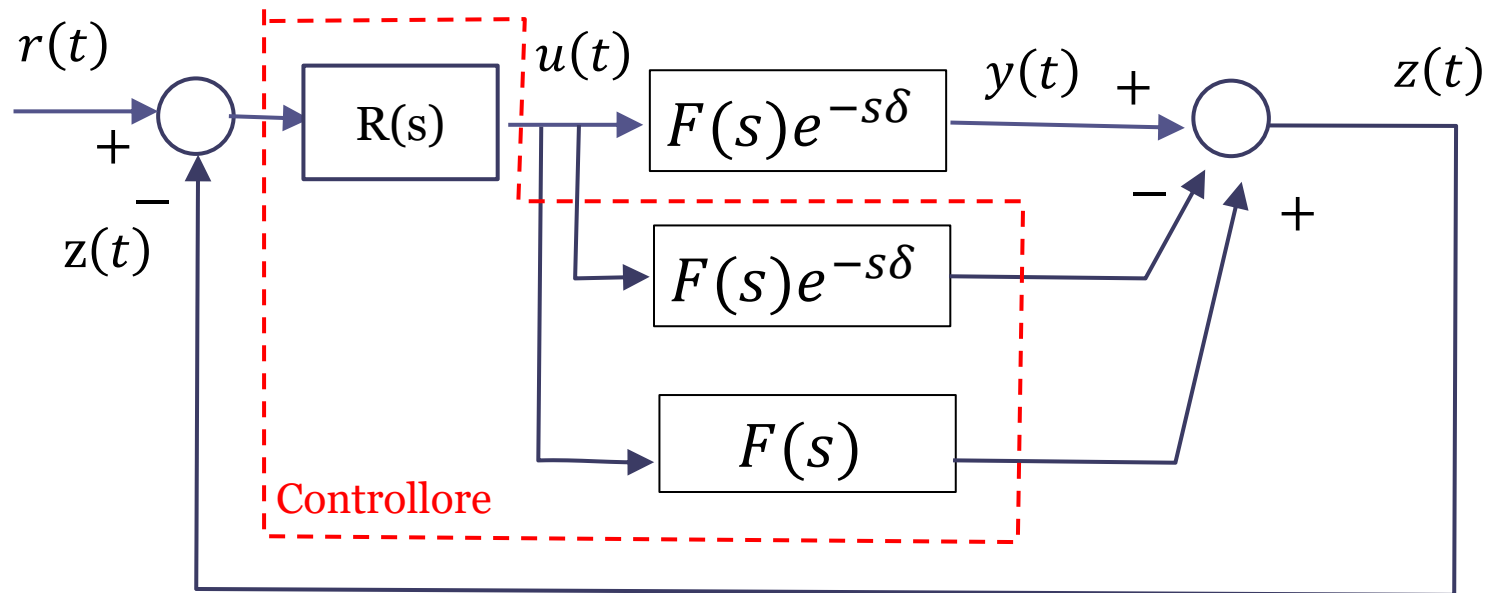 r(t)
+
−
z(t)
R(s)
u(t)
F(s)e^{−sδ}
y(t)
+
−
+
z(t)
F(s)e^{−sδ}
F(s)
Controllore